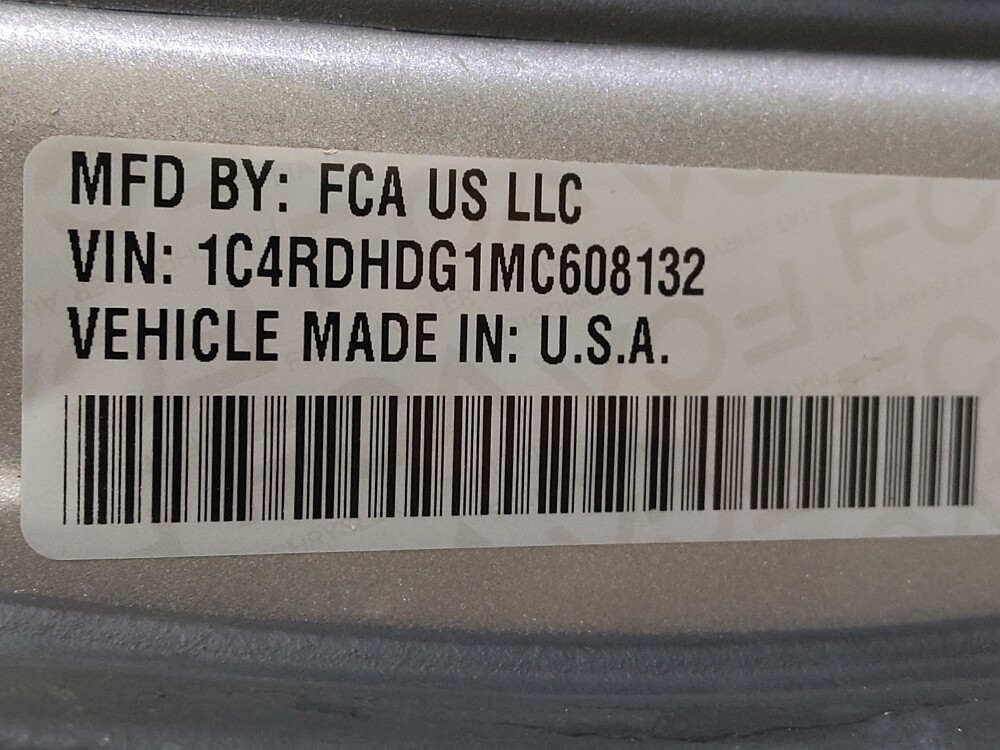 MFD BY: FCA US LLC
VIN: 1C4RDHDG1MC608132
VEHICLE MADE IN: U.S.A.